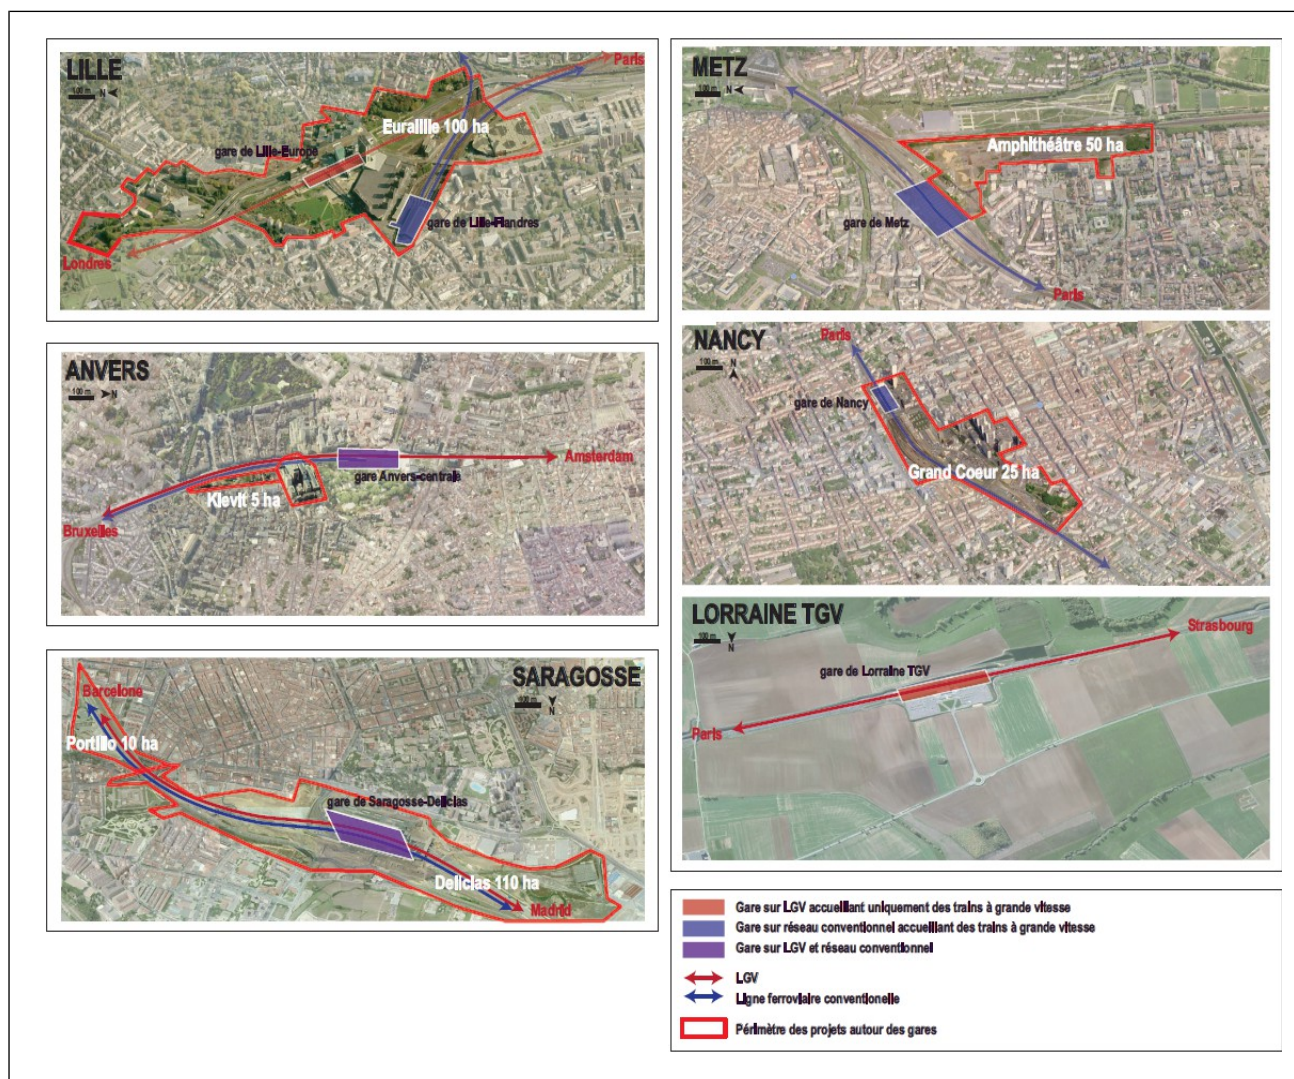 LILLE
100 m N
Paris
Euralille 100 ha
gare de Lille-Europe
gare de Lille-Flandres
Londres
ANVERS
100 m N
Amsterdam
gare Anvers-centrale
Kievit 5 ha
Bruxelles
SARAGOSSE
100 m
N
Barcelone
Portillo 10 ha
gare de Saragosse-Delicias
Delicias 110 ha
Madrid
METZ
100 m N
Amphithéâtre 50 ha
gare de Metz
Paris
NANCY
Paris
100 m N
gare de Nancy
Grand Coeur 25 ha
LORRAINE TGV
100 m
N
Strasbourg
gare de Lorraine TGV
Paris
Gare sur LGV accueillant uniquement des trains à grande vitesse
Gare sur réseau conventionnel accueillant des trains à grande vitesse
Gare sur LGV et réseau conventionnel
LGV
Ligne ferroviaire conventionelle
Périmètre des projets autour des gares